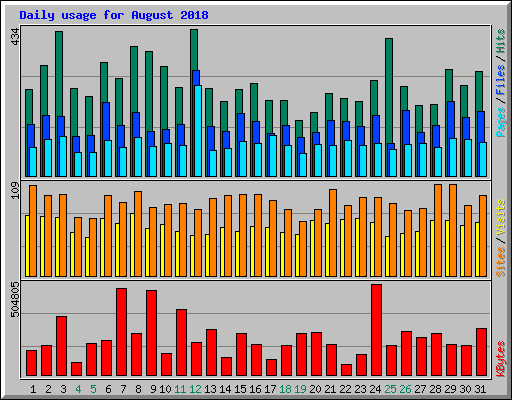 Daily usage for August 2018
434
Pages / Files / Hits
109
Sites / Visits
504805
KBytes
1 2 3 4 5 6 7 8 9 10 11 12 13 14 15 16 17 18 19 20 21 22 23 24 25 26 27 28 29 30 31